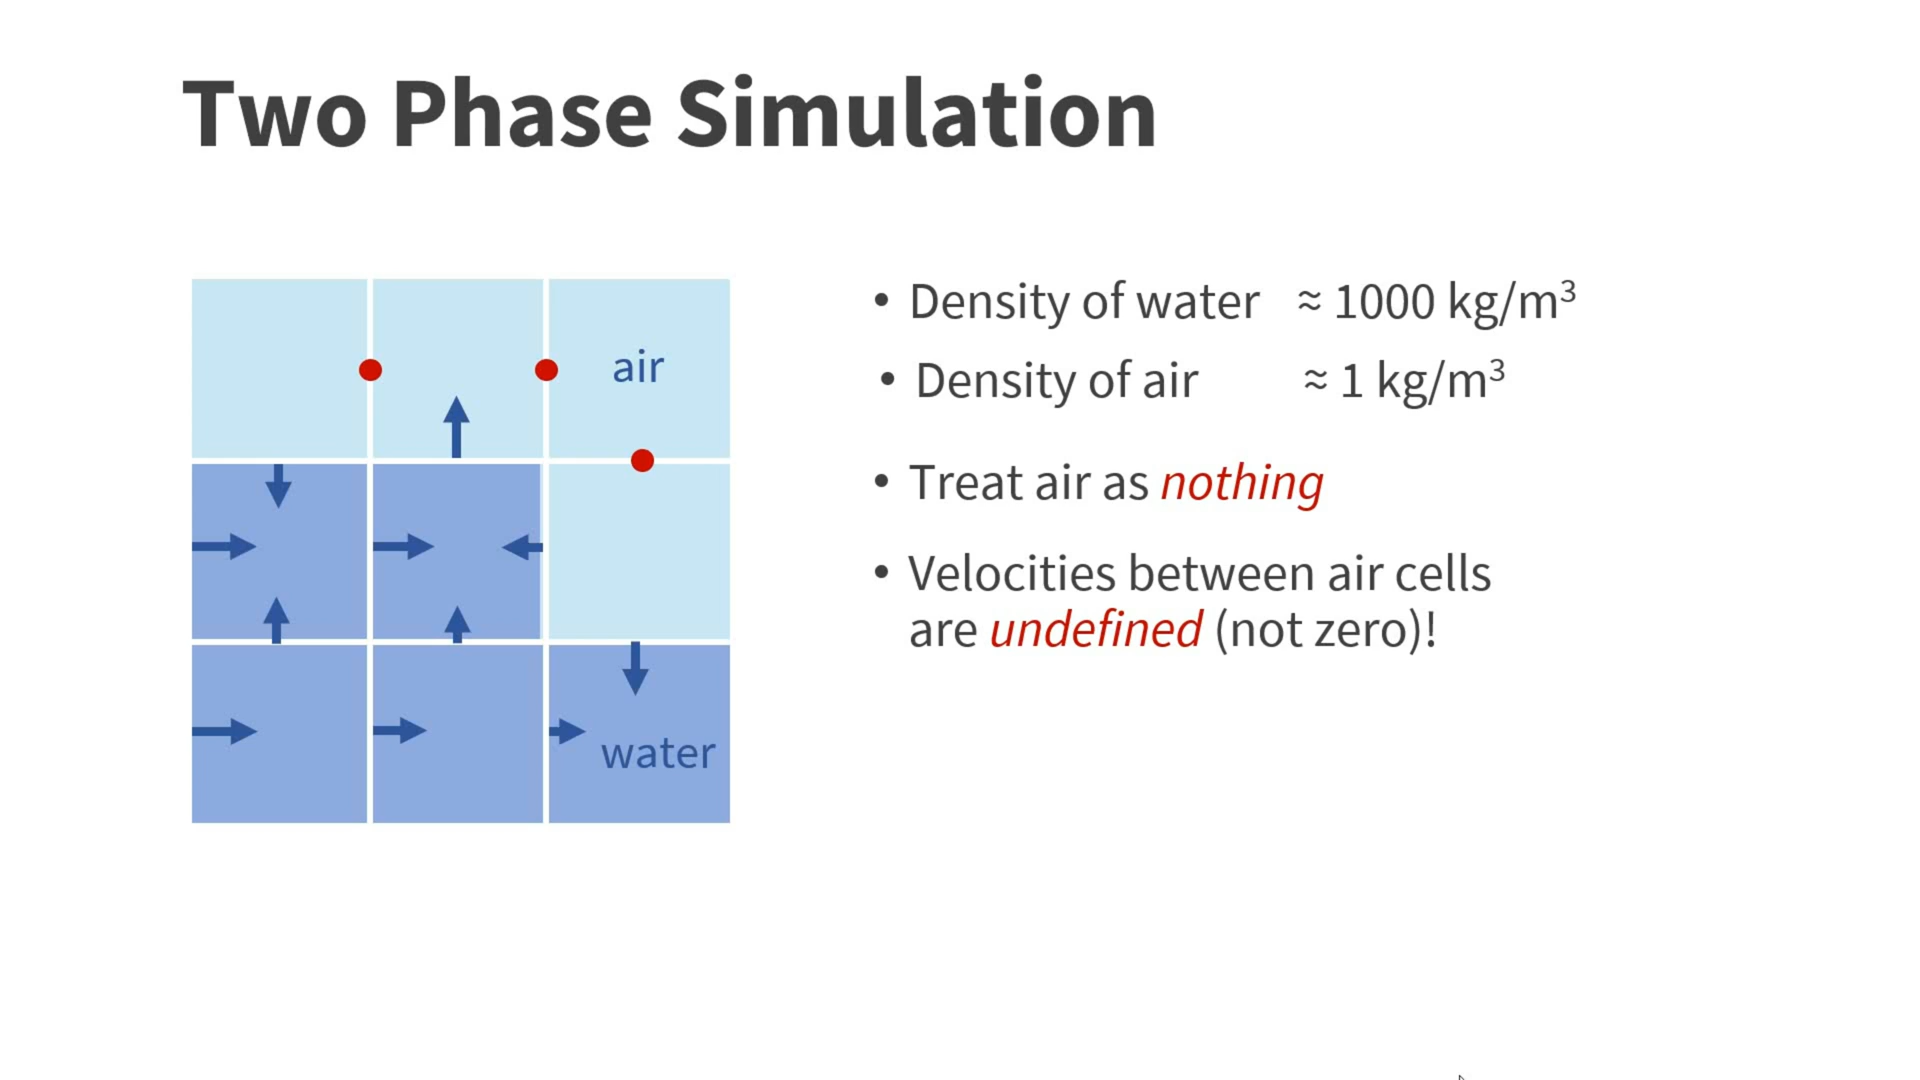 Two Phase Simulation
air
water
• Density of water ≈ 1000 kg/m³
• Density of air ≈ 1 kg/m³
• Treat air as nothing
• Velocities between air cells
are undefined (not zero)!